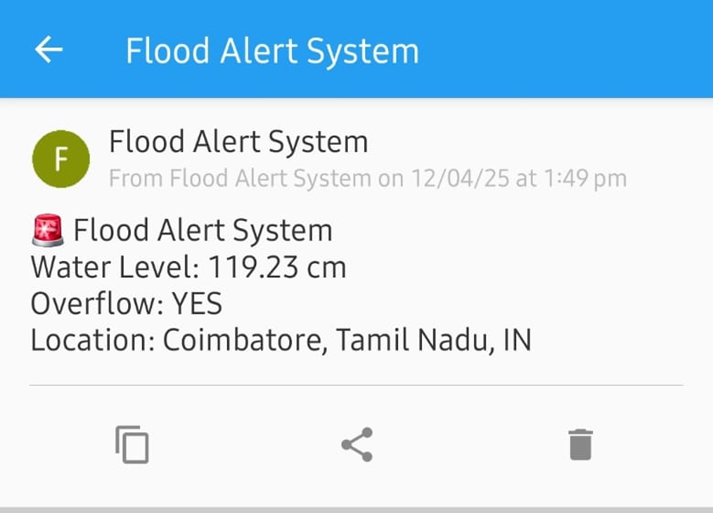 Flood Alert System
F
Flood Alert System
From Flood Alert System on 12/04/25 at 1:49 pm
🚨 Flood Alert System
Water Level: 119.23 cm
Overflow: YES
Location: Coimbatore, Tamil Nadu, IN